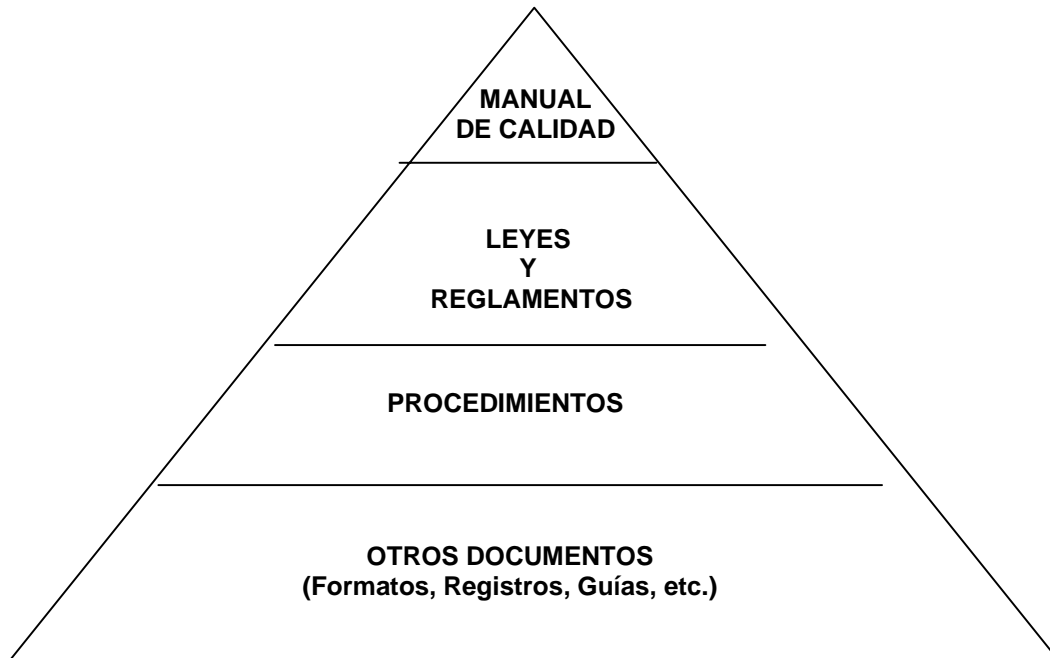 MANUAL
DE CALIDAD
LEYES
Y
REGLAMENTOS
PROCEDIMIENTOS
OTROS DOCUMENTOS
(Formatos, Registros, Guías, etc.)